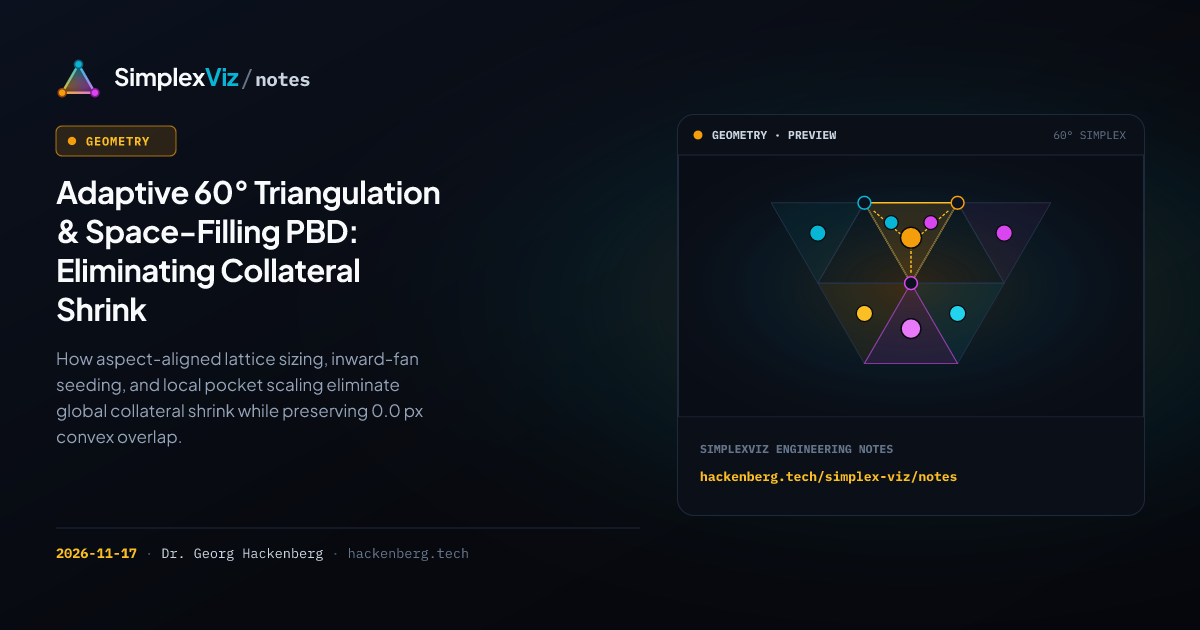 SimplexViz/notes
GEOMETRY
Adaptive 60° Triangulation
& Space-Filling PBD:
Eliminating Collateral
Shrink
How aspect-aligned lattice sizing, inward-fan
seeding, and local pocket scaling eliminate
global collateral shrink while preserving 0.0 px
convex overlap.
2026-11-17 · Dr. Georg Hackenberg · hackenberg.tech
GEOMETRY · PREVIEW
60° SIMPLEX
SIMPLEXVIZ ENGINEERING NOTES
hackenberg.tech/simplex-viz/notes